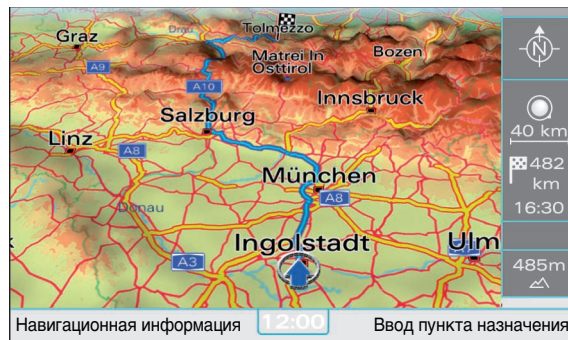 Graz
Drau
Tolmezzo
Matrei In
Osttirol
Bozen
A9
A10
Innsbruck
Salzburg
Linz
A8
München
A8
Donau
Ingolstadt
Ulm
A3
N
40 km
482
km
16:30
485m
Навигационная информация
12:00
Ввод пункта назначения